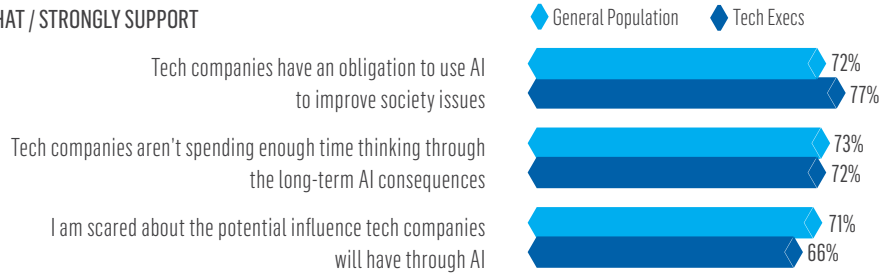 / STRONGLY SUPPORT
General Population
Tech Execs
Tech companies have an obligation to use AI
to improve society issues
72%
77%
Tech companies aren't spending enough time thinking through
the long-term AI consequences
73%
72%
I am scared about the potential influence tech companies
will have through AI
71%
66%